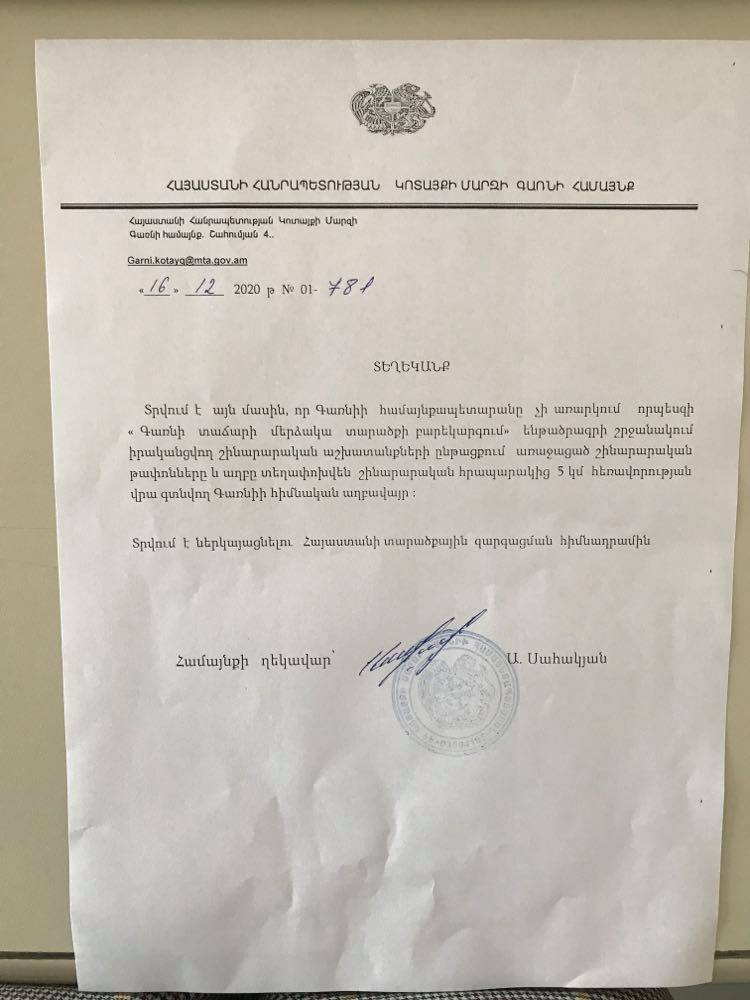 ՀԱՅԱՍՏԱՆԻ ՀԱՆՐԱՊԵՏՈՒԹՅԱՆ ԿՈՏԱՅՔԻ ՄԱՐԶԻ ԳԱՌՆԻ ՀԱՄԱՅՆՔ
Հայաստանի Հանրապետության Կոտայքի Մարզի
Գառնի համայնք. Շահումյան 4..
Garni.kotayq@mta.gov.am
«16» 12 2020 թ № 01- 781
ՏԵՂԵԿԱՆՔ
Տրվում է այն մասին, որ Գառնիի համայնքապետարանը չի առարկում որպեսզի
« Գառնի տաճարի մերձակա տարածքի բարեկարգում» ենթածրագրի շրջանակում
իրականցվող շինարարական աշխատանքների ընթացքում առաջացած շինարարական
թափոնները և աղբը տեղափոխվեն շինարարական հրապարակից 5 կմ հեռավորության
վրա գտնվող Գառնիի հիմնական աղբավայր :
Տրվում է ներկայացնելու Հայաստանի տարածքային զարգացման հիմնադրամին
Համայնքի ղեկավար՝ Ա. Սահակյան